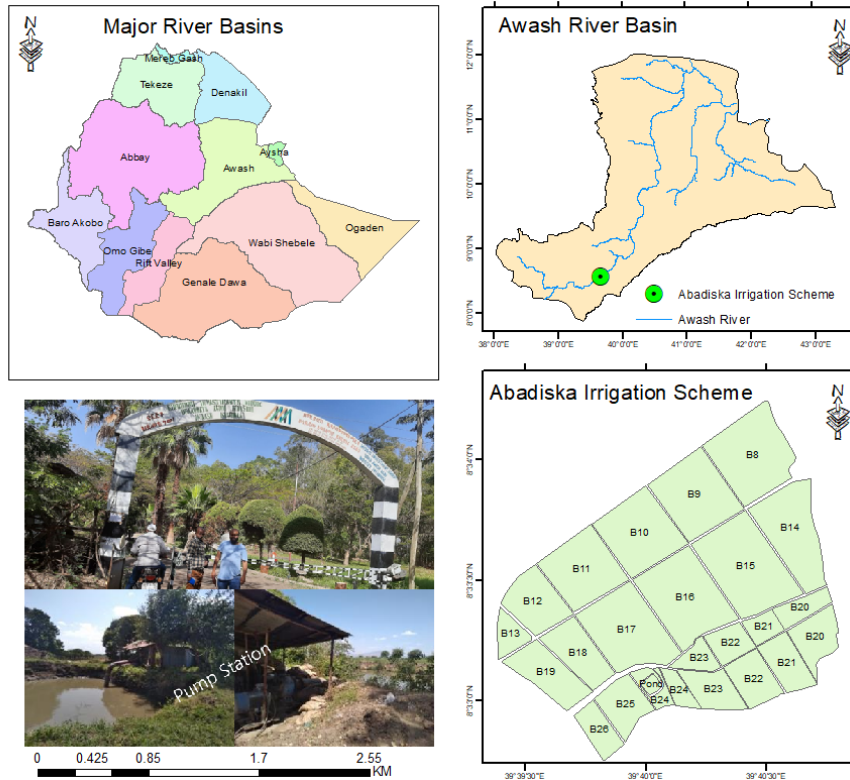 Major River Basins
N
Mereb Gash
Tekeze
Denakil
Abbay
Aysha
Awash
Baro Akobo
Omo Gibe
Rift Valley
Wabi Shebele
Ogaden
Genale Dawa
Awash River Basin
N
12°0'0"N
11°0'0"N
10°0'0"N
9°0'0"N
8°0'0"N
Abadiska Irrigation Scheme
Awash River
38°0'0"E 39°0'0"E 40°0'0"E 41°0'0"E 42°0'0"E 43°0'0"E
Pump Station
0 0.425 0.85 1.7 2.55
KM
Abadiska Irrigation Scheme
N
8°34'0"N
8°33'30"N
8°33'0"N
B8
B9
B10
B14
B11
B15
B12
B16
B13
B17
B18
B19
B20
B20
B21
B22
B23
B21
B22
B23
B24
B24
Pond
B25
B26
39°39'30"E 39°40'0"E 39°40'30"E